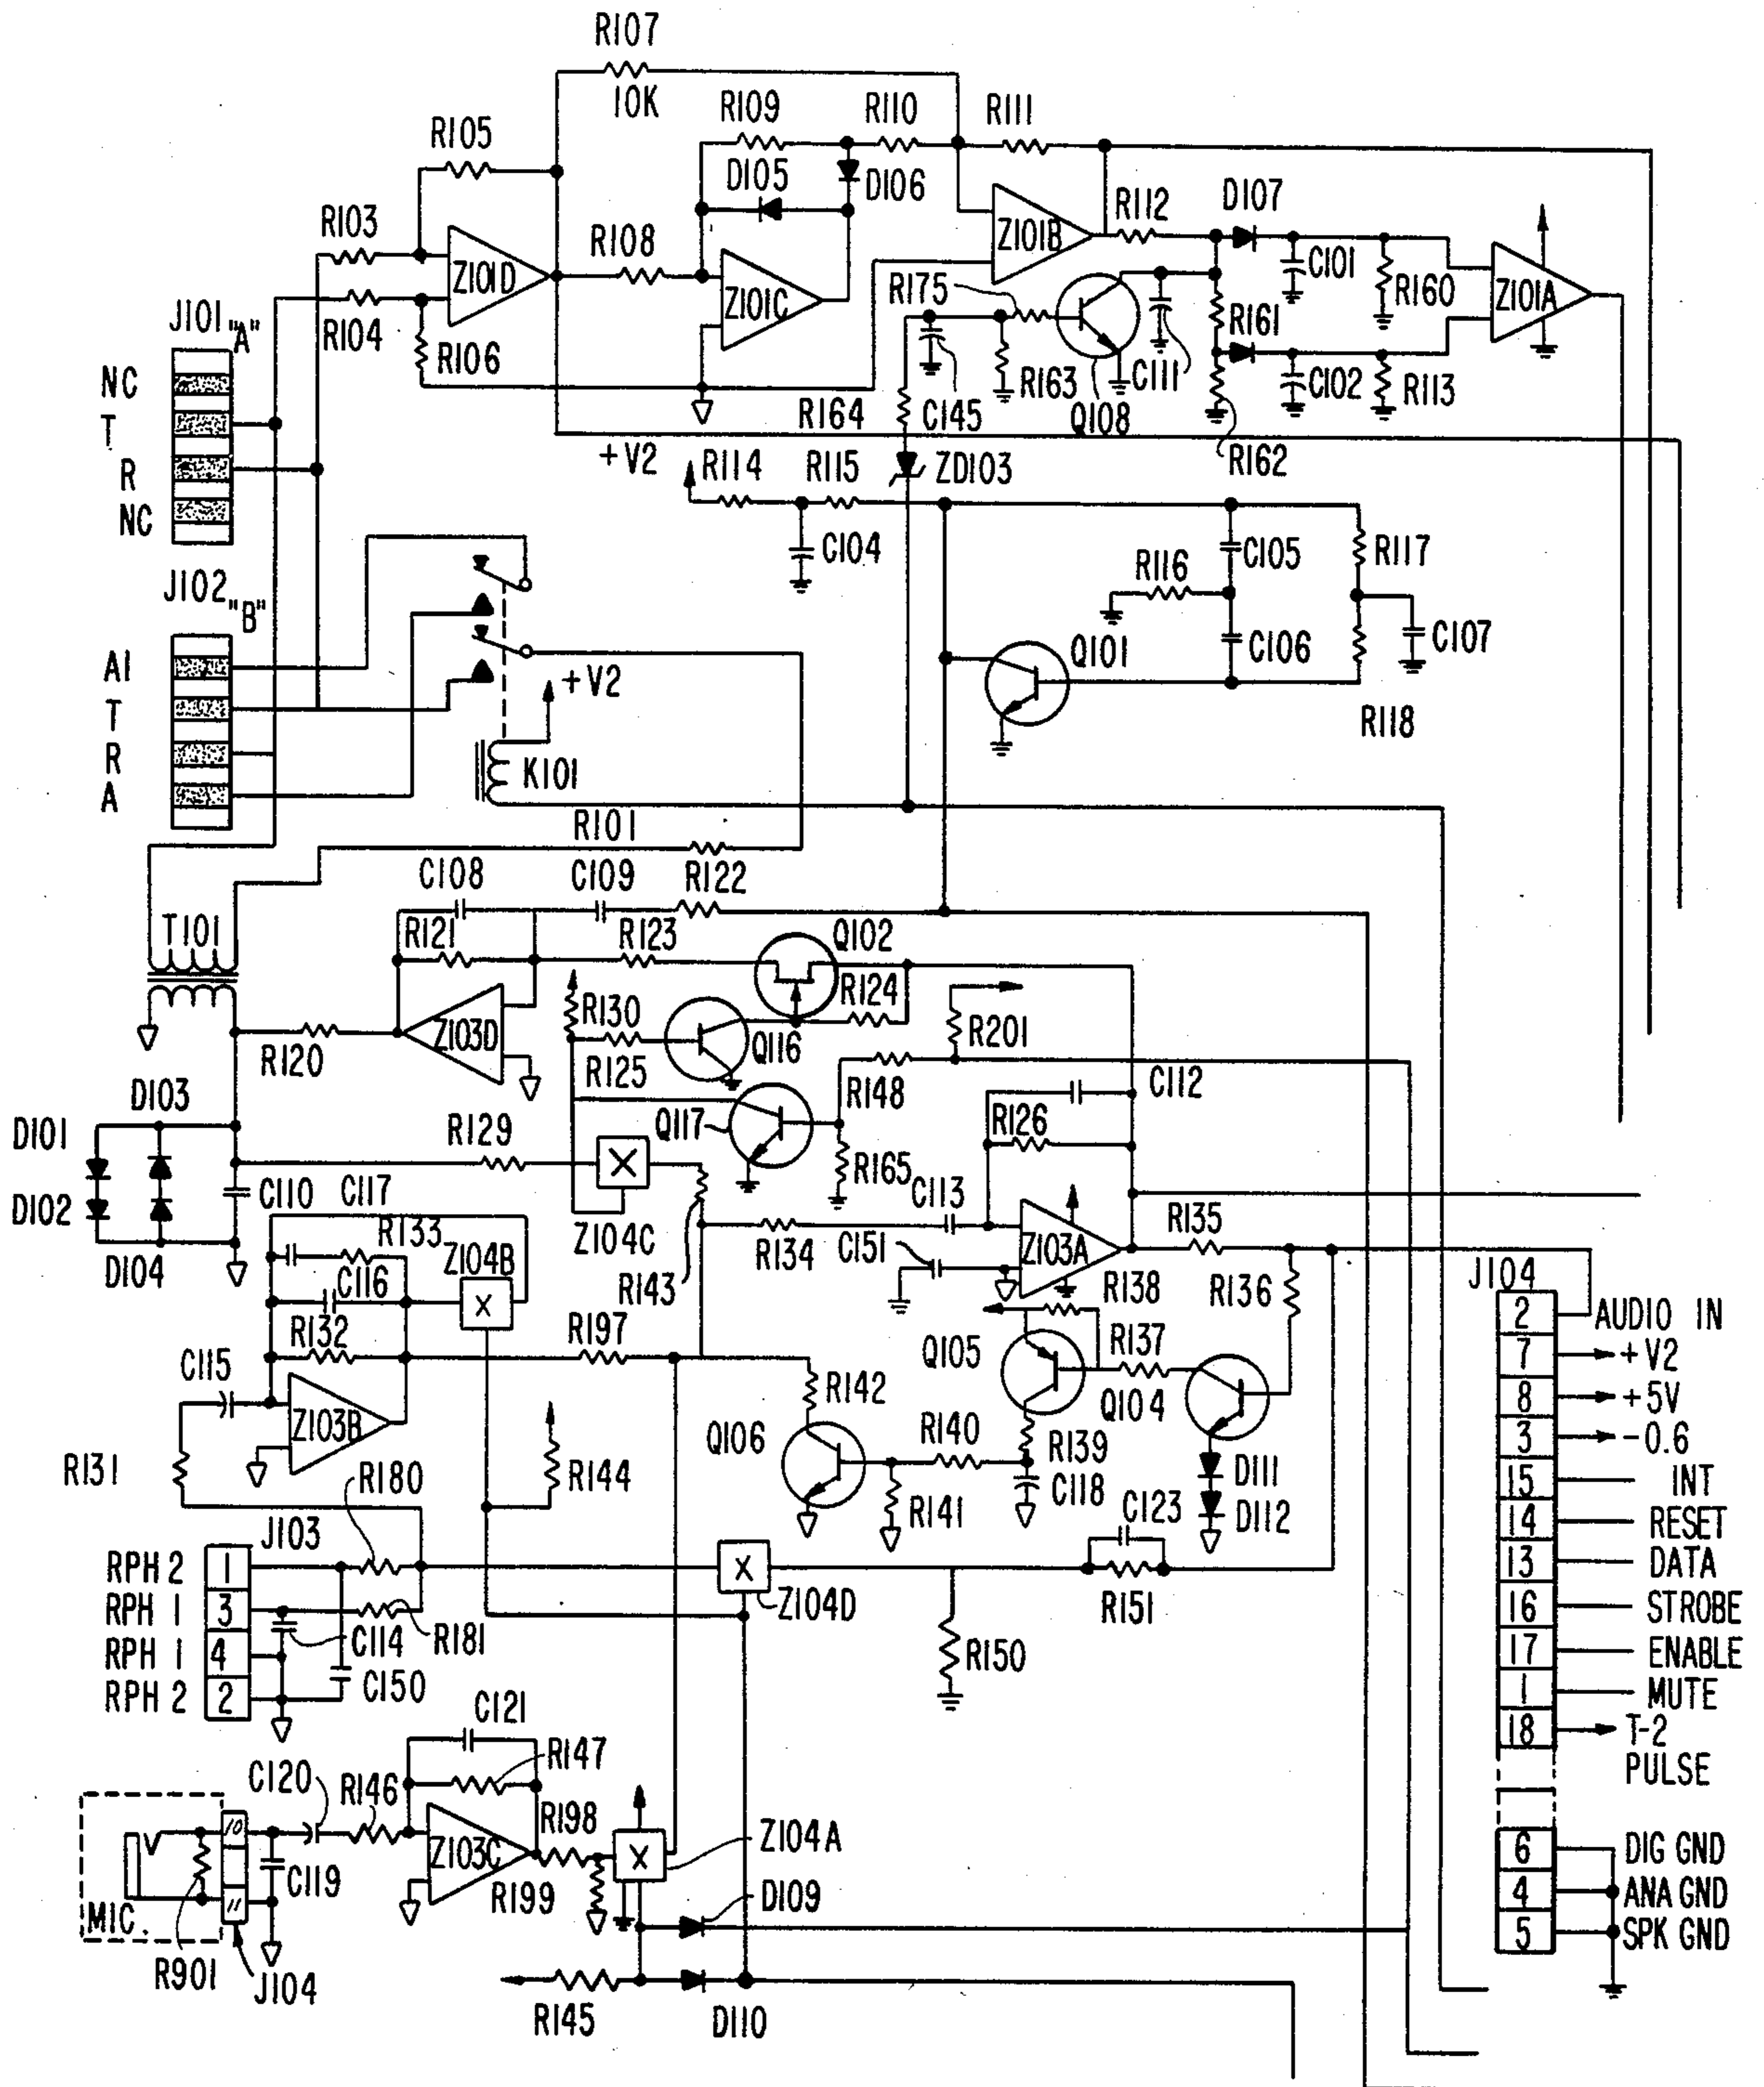 R107
10K
R109
R110
R111
R105
D105
D106
R103
R108
Z101D
Z101C
Z101B
R112
D107
C101
R160
Z101A
R104
R106
R175
R161
J101 "A"
NC
T
R
NC
R163
C111
C102
R113
R164
C145
Q108
R162
+V2
R114
R115
ZD103
C104
R116
C105
R117
J102 "B"
C106
C107
Q101
R118
A1
T
R
A
+V2
K101
R101
C108
C109
R122
T101
R121
R123
Q102
R124
R130
Z103D
R120
R125
Q116
R201
R148
C112
D103
D101
R129
Q117
R126
R165
D102
C110
C117
C113
R133
Z104B
Z104C
R134
C151
Z103A
R135
D104
C116
R143
R138
R136
J104
R132
R197
C115
Q105
R137
Q104
R142
Z103B
Q106
R140
R139
R131
R180
R144
R141
C118
D111
D112
C123
J103
RPH 2 1
RPH 1 3
RPH 1 4
RPH 2 2
C114
R181
C150
X
X
X
X
Z104D
R151
R150
2 AUDIO IN
7 +V2
8 +5V
3 -0.6
15 INT
14 RESET
13 DATA
16 STROBE
17 ENABLE
1 MUTE
18 T-2
PULSE
6 DIG GND
4 ANA GND
5 SPK GND
C121
R147
C120
R146
R198
Z104A
10
Z103C
C119
R199
D109
11
MIC.
R901
J104
R145
D110